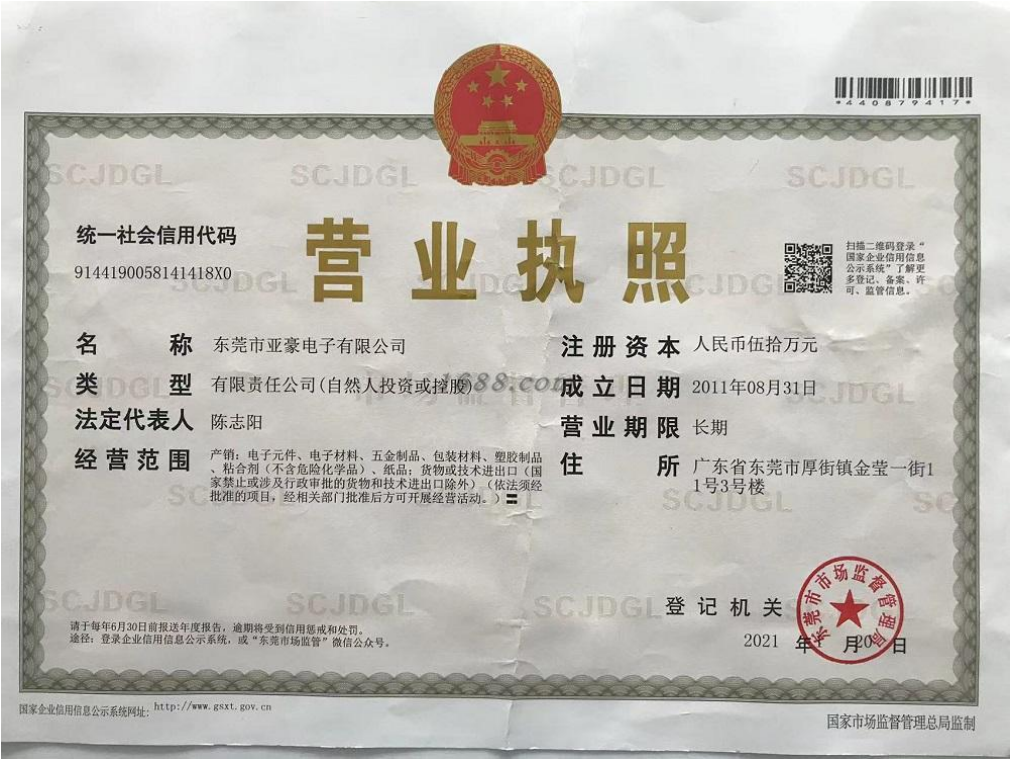 *440879417*
统一社会信用代码
91441900581414​18X0
营业执照
扫描二维码登录“
国家企业信用信息
公示系统”了解更
多登记、备案、许
可、监管信息。
名称 东莞市亚豪电子有限公司
注册资本 人民币伍拾万元
类型 有限责任公司(自然人投资或控股)
成立日期 2011年08月31日
法定代表人 陈志阳
营业期限 长期
经营范围 产销：电子元件、电子材料、五金制品、包装材料、塑胶制品
、粘合剂（不含危险化学品）、纸品；货物或技术进出口（国
家禁止或涉及行政审批的货物和技术进出口除外）（依法须经
批准的项目，经相关部门批准后方可开展经营活动。）〓
住所 广东省东莞市厚街镇金莹一街1
1号3号楼
SCJDGL
1688.com
登记机关
东莞市市场监督管理局
2021 年 月20日
请于每年6月30日前报送年度报告，逾期将受到信用惩戒和处罚。
途径：登录企业信用信息公示系统，或“东莞市场监管”微信公众号。
国家企业信用信息公示系统网址: http://www.gsxt.gov.cn
国家市场监督管理总局监制